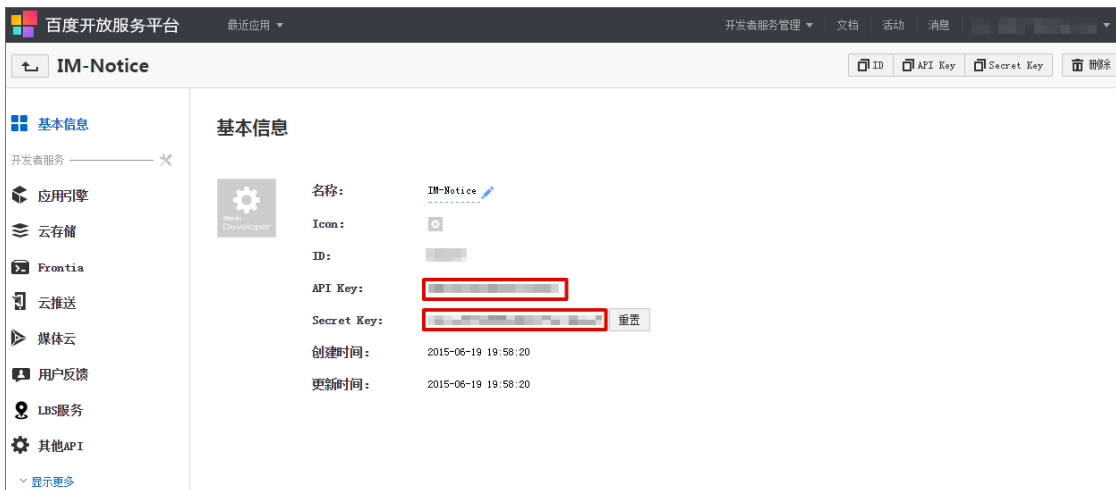 百度开放服务平台 最近应用 开发者服务管理 文档 活动 消息
IM-Notice ID API Key Secret Key 删除
基本信息
基本信息
开发者服务
应用引擎
云存储
Frontia
云推送
媒体云
用户反馈
LBS服务
其他API
显示更多
Baidu
Developer
名称： IM-Notice
Icon：
ID：
API Key：
Secret Key： 重置
创建时间： 2015-06-19 19:58:20
更新时间： 2015-06-19 19:58:20